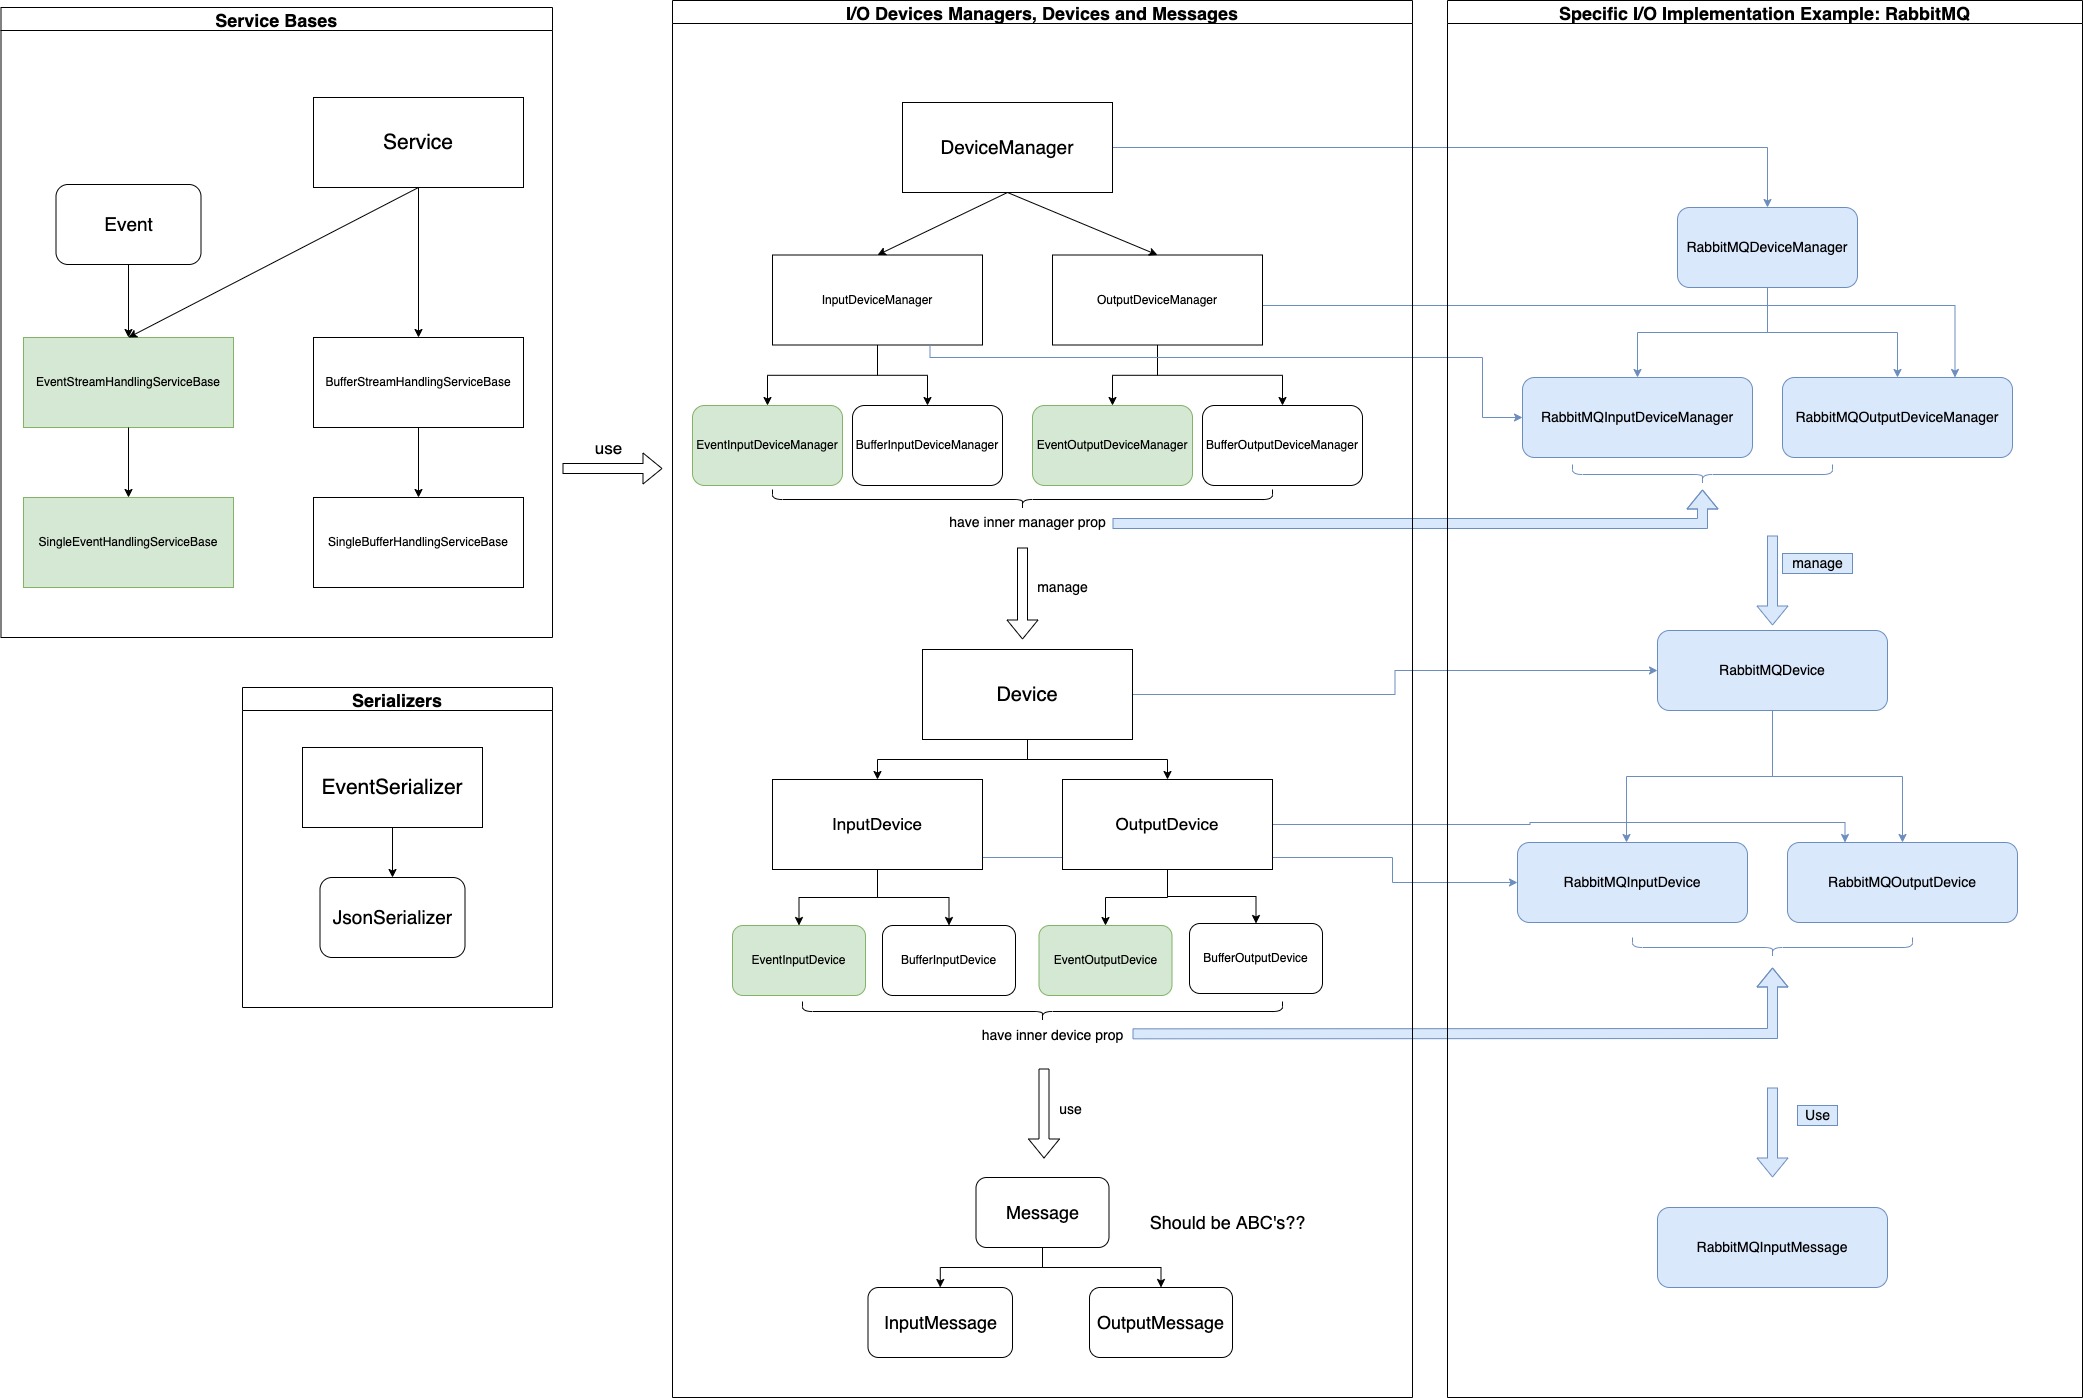 Service Bases
Service
Event
EventStreamHandlingServiceBase
BufferStreamHandlingServiceBase
SingleEventHandlingServiceBase
SingleBufferHandlingServiceBase
use
Serializers
EventSerializer
JsonSerializer
I/O Devices Managers, Devices and Messages
DeviceManager
InputDeviceManager
OutputDeviceManager
EventInputDeviceManager
BufferInputDeviceManager
EventOutputDeviceManager
BufferOutputDeviceManager
have inner manager prop
manage
Device
InputDevice
OutputDevice
EventInputDevice
BufferInputDevice
EventOutputDevice
BufferOutputDevice
have inner device prop
use
Message
Should be ABC's??
InputMessage
OutputMessage
Specific I/O Implementation Example: RabbitMQ
RabbitMQDeviceManager
RabbitMQInputDeviceManager
RabbitMQOutputDeviceManager
manage
RabbitMQDevice
RabbitMQInputDevice
RabbitMQOutputDevice
Use
RabbitMQInputMessage